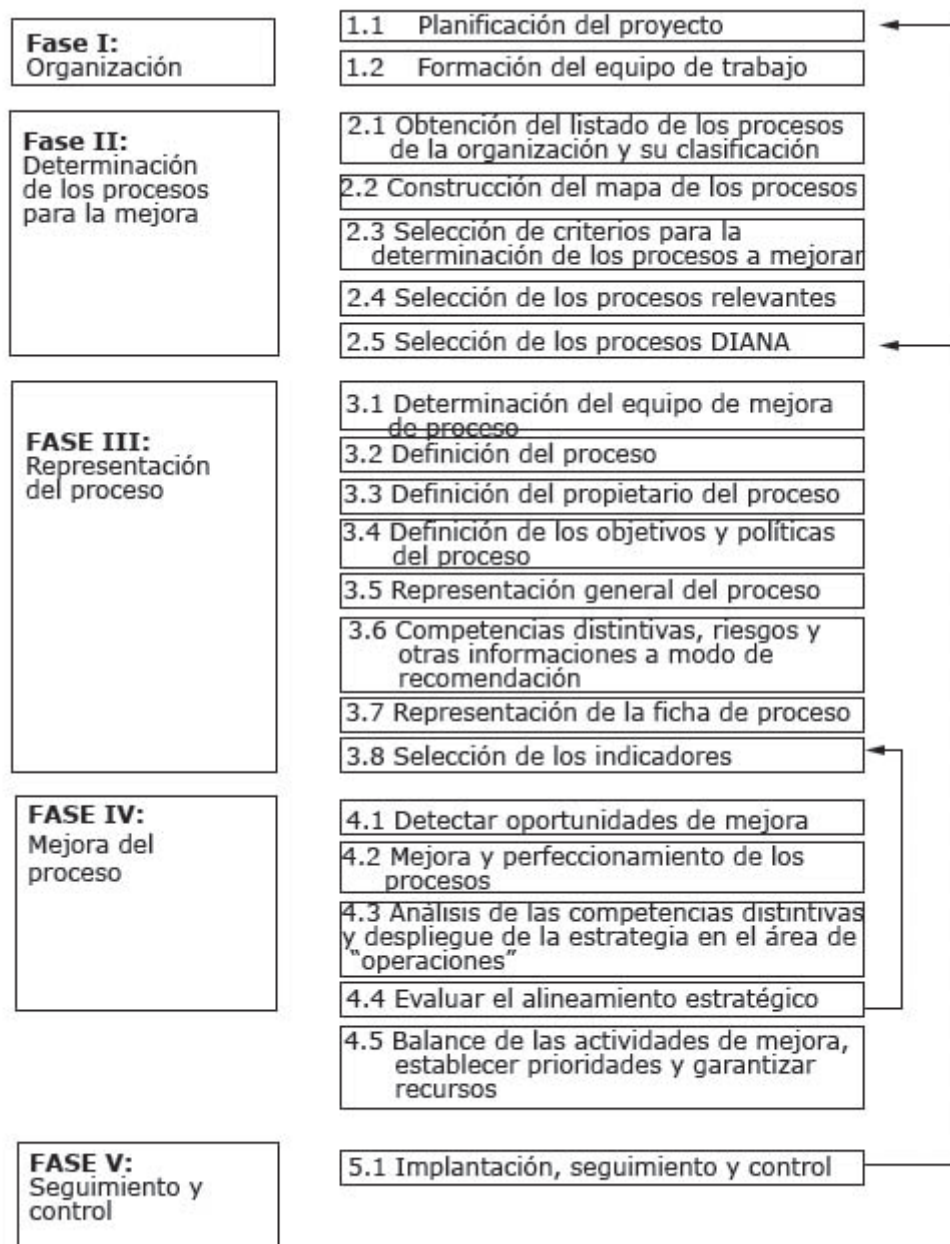 Fase I:
Organización
1.1 Planificación del proyecto
1.2 Formación del equipo de trabajo
Fase II:
Determinación
de los procesos
para la mejora
2.1 Obtención del listado de los procesos
de la organización y su clasificación
2.2 Construcción del mapa de los procesos
2.3 Selección de criterios para la
determinación de los procesos a mejorar
2.4 Selección de los procesos relevantes
2.5 Selección de los procesos DIANA
FASE III:
Representación
del proceso
3.1 Determinación del equipo de mejora
de proceso
3.2 Definición del proceso
3.3 Definición del propietario del proceso
3.4 Definición de los objetivos y políticas
del proceso
3.5 Representación general del proceso
3.6 Competencias distintivas, riesgos y
otras informaciones a modo de
recomendación
3.7 Representación de la ficha de proceso
3.8 Selección de los indicadores
FASE IV:
Mejora del
proceso
4.1 Detectar oportunidades de mejora
4.2 Mejora y perfeccionamiento de los
procesos
4.3 Análisis de las competencias distintivas
y despliegue de la estrategia en el área de
“operaciones”
4.4 Evaluar el alineamiento estratégico
4.5 Balance de las actividades de mejora,
establecer prioridades y garantizar
recursos
FASE V:
Seguimiento y
control
5.1 Implantación, seguimiento y control